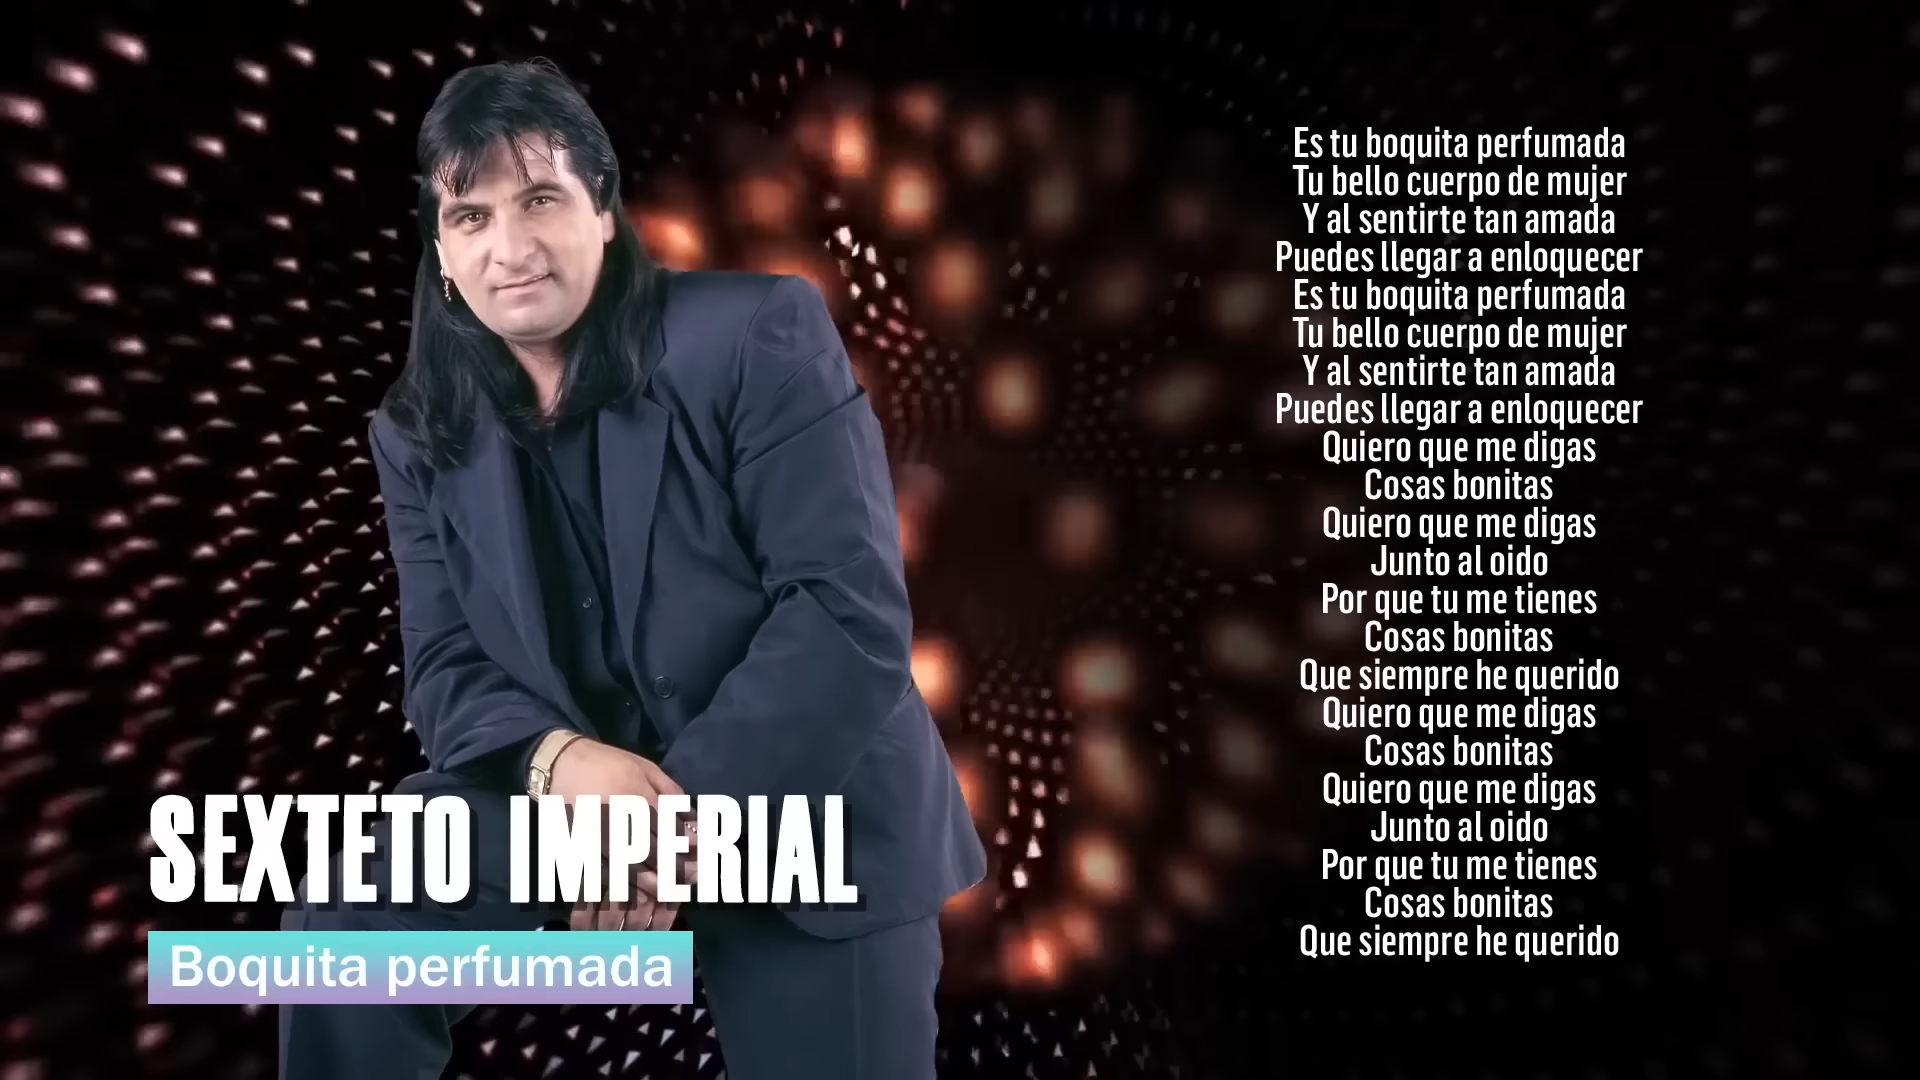 SEXTETO IMPERIAL
Boquita perfumada
Es tu boquita perfumada
Tu bello cuerpo de mujer
Y al sentirte tan amada
Puedes llegar a enloquecer
Es tu boquita perfumada
Tu bello cuerpo de mujer
Y al sentirte tan amada
Puedes llegar a enloquecer
Quiero que me digas
Cosas bonitas
Quiero que me digas
Junto al oido
Por que tu me tienes
Cosas bonitas
Que siempre he querido
Quiero que me digas
Cosas bonitas
Quiero que me digas
Junto al oido
Por que tu me tienes
Cosas bonitas
Que siempre he querido